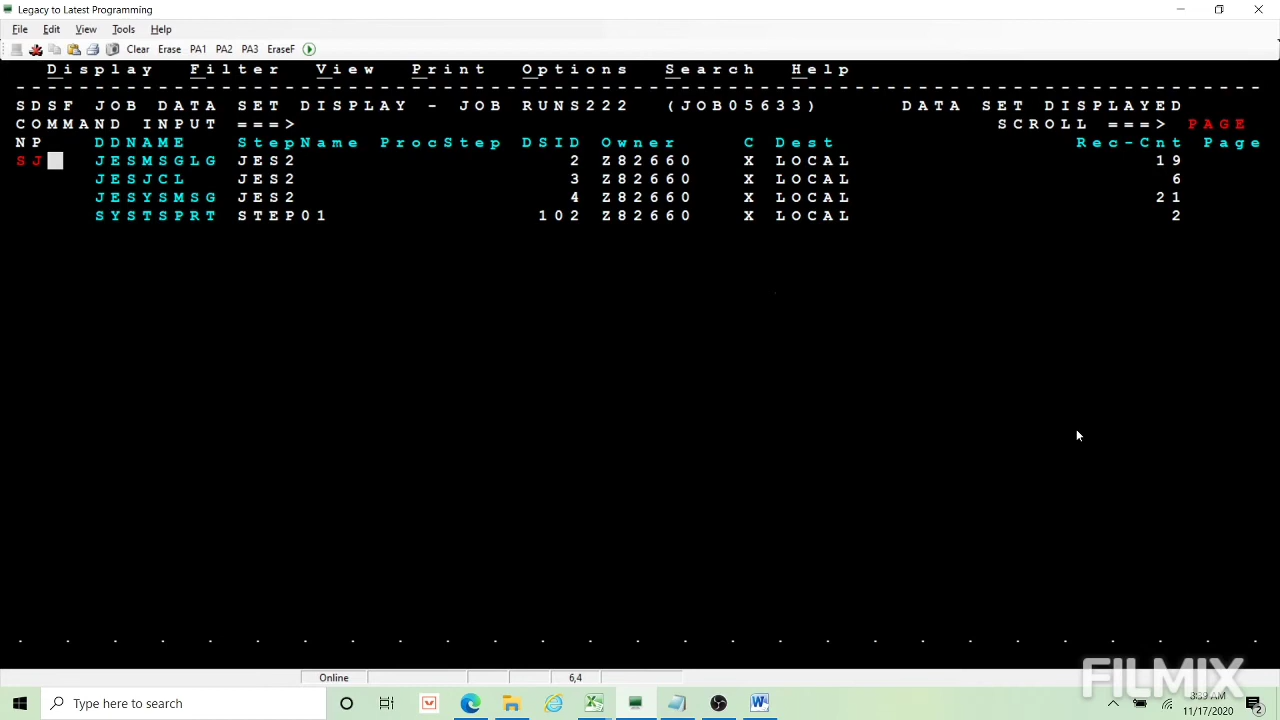 Legacy to Latest Programming
File Edit View Tools Help
Clear Erase PA1 PA2 PA3 EraseF
Display Filter View Print Options Search Help
--------------------------------------------------------------------------------
SDSF JOB DATA SET DISPLAY - JOB RUNS222 (JOB05633) DATA SET DISPLAYED
COMMAND INPUT ===> SCROLL ===> PAGE
NP DDNAME StepName ProcStep DSID Owner C Dest Rec-Cnt Page
SJ JESMSGLG JES2 2 Z82660 X LOCAL 19
JESJCL JES2 3 Z82660 X LOCAL 6
JESYSMSG JES2 4 Z82660 X LOCAL 21
SYSTSPRT STEP01 102 Z82660 X LOCAL 2
. . . . . . . . . . . . . . . . . . . . . . . . . . .
Online 6,4
FILMIX
Type here to search
3:39 AM
11/17/2020
2